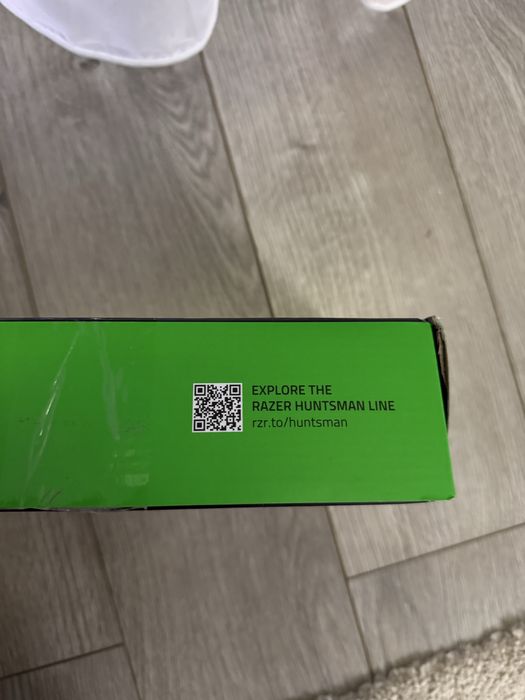 EXPLORE THE
RAZER HUNTSMAN LINE
rzr.to/huntsman